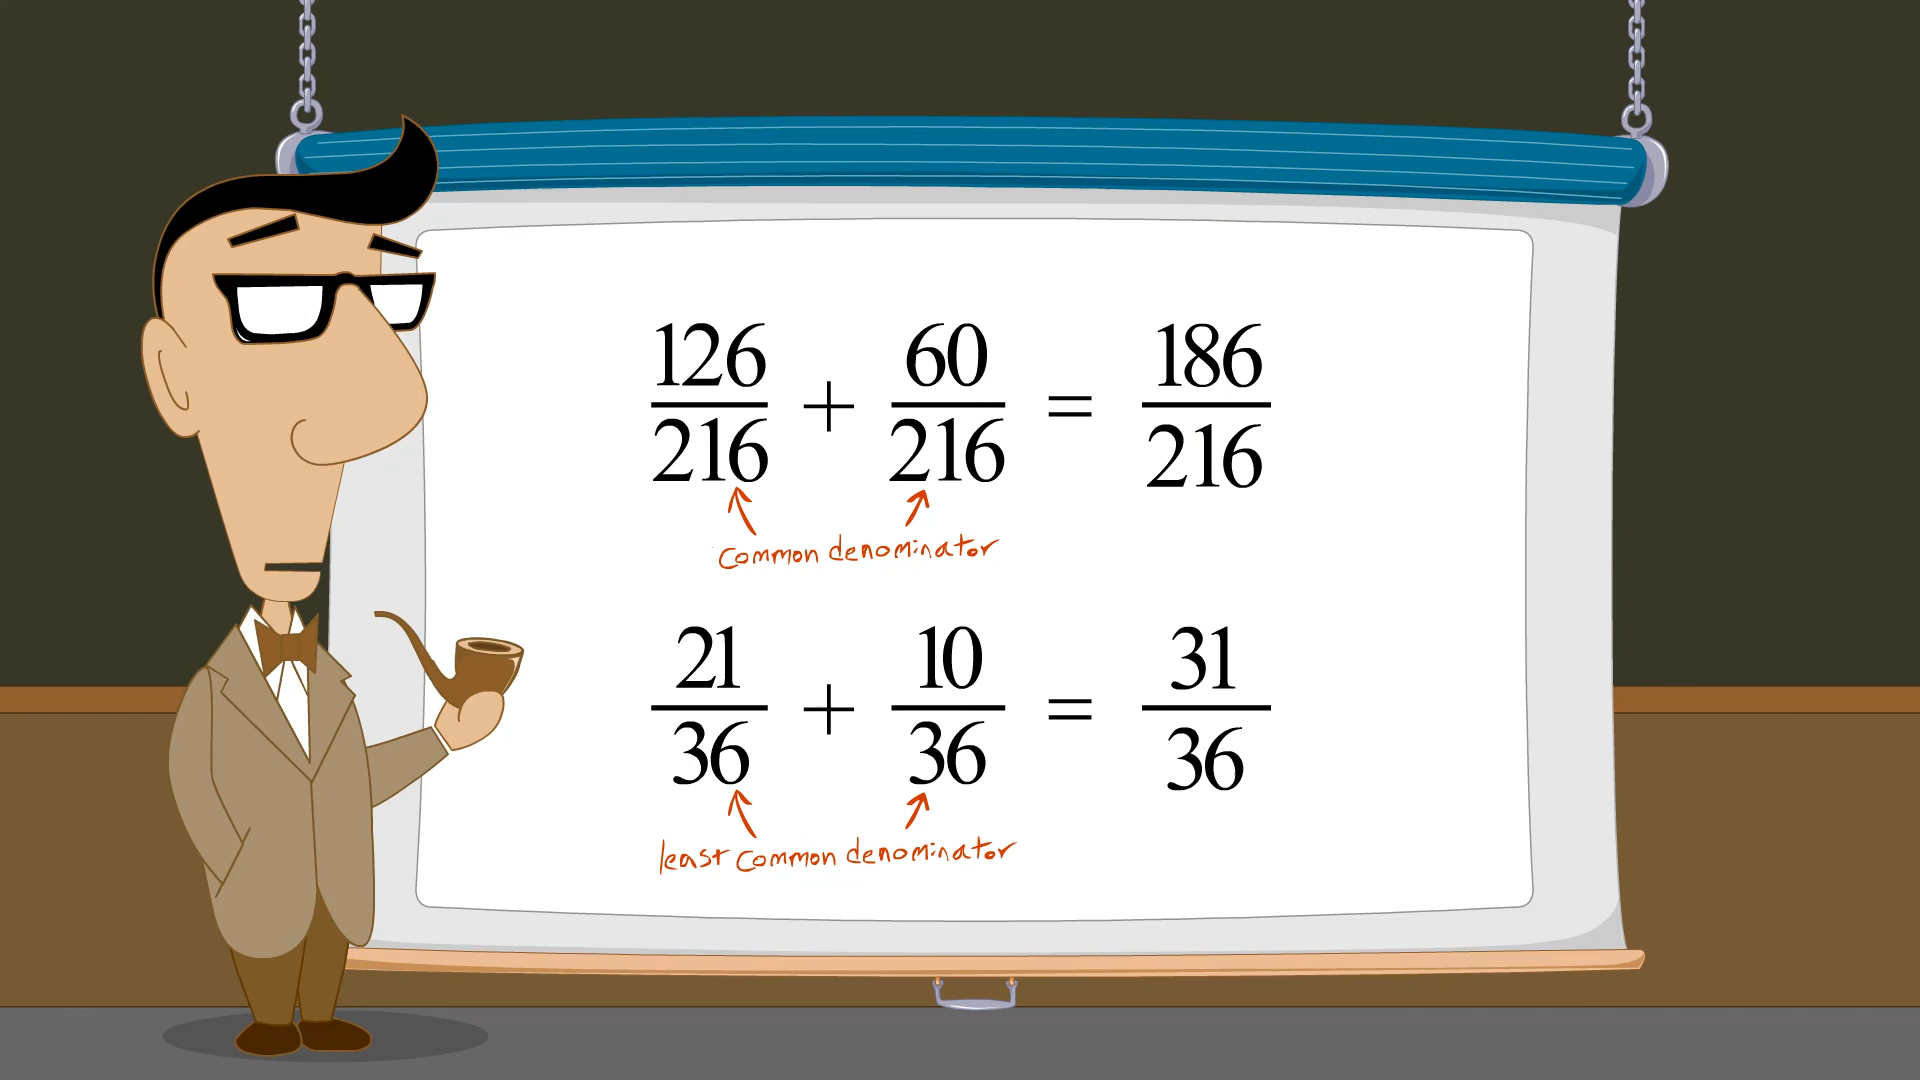 126/216 + 60/216 = 186/216
common denominator
21/36 + 10/36 = 31/36
least common denominator